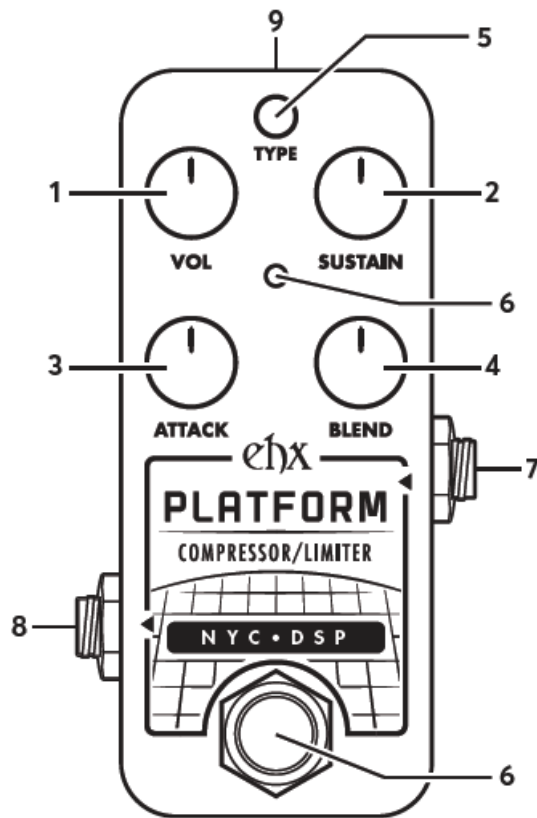 9
5
TYPE
1
2
VOL
SUSTAIN
6
3
4
ATTACK
BLEND
ehx
7
PLATFORM
COMPRESSOR/LIMITER
8
NYC•DSP
6